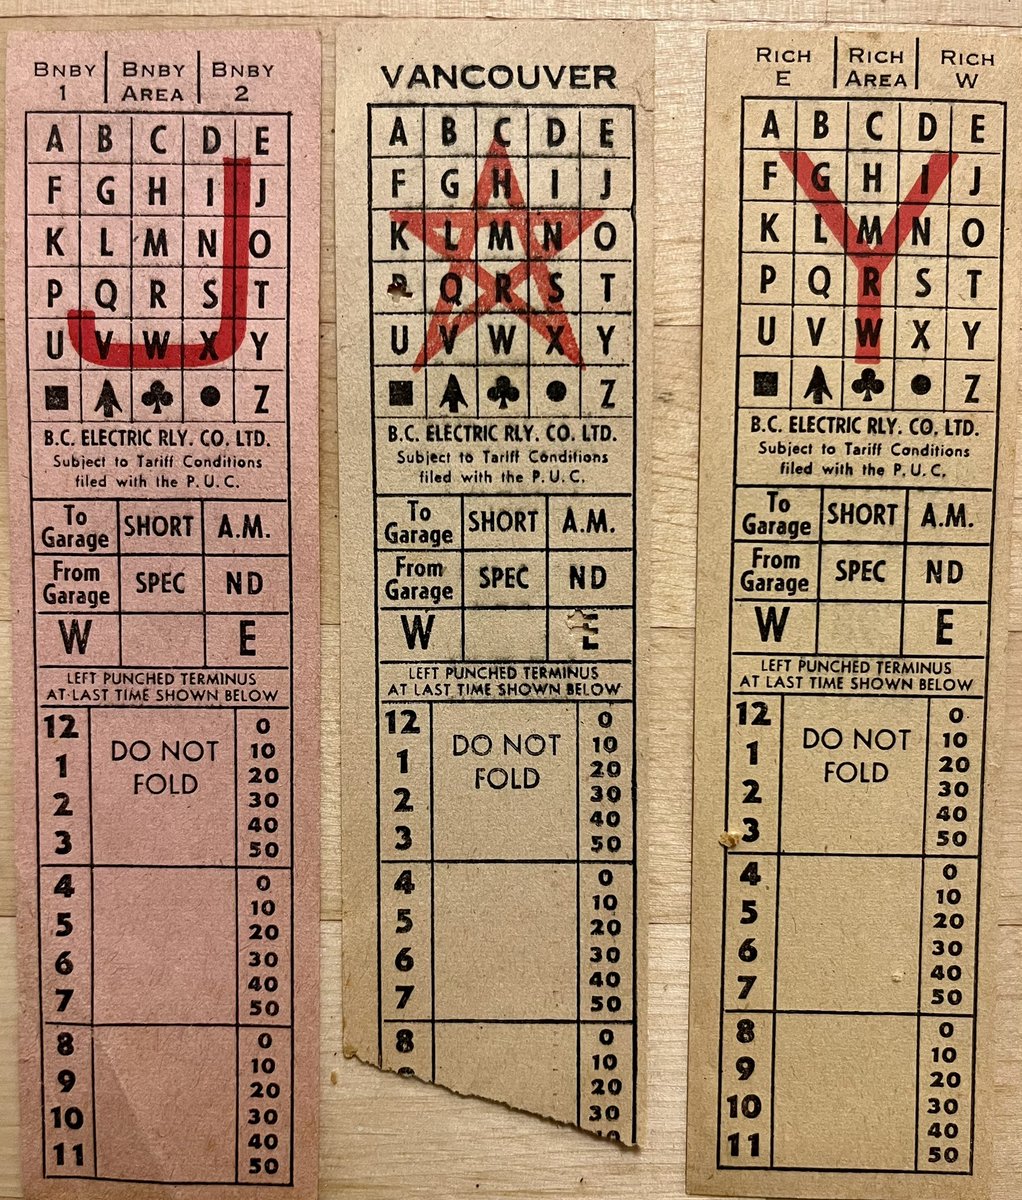 BNBY 1 BNBY AREA BNBY 2
A B C D E
F G H I J
K L M N O
P Q R S T
U V W X Y
Z
J
B.C. ELECTRIC RLY. CO. LTD.
Subject to Tariff Conditions
filed with the P.U.C.
To Garage SHORT A.M.
From Garage SPEC ND
W E
LEFT PUNCHED TERMINUS
AT LAST TIME SHOWN BELOW
DO NOT
FOLD
12 0
1 10
2 20
30
3 40
50
4 0
5 10
20
6 30
7 40
50
8 0
9 10
20
10 30
11 40
50
VANCOUVER
A B C D E
F G H I J
K L M N O
Q R S T
U V W X Y
Z
B.C. ELECTRIC RLY. CO. LTD.
Subject to Tariff Conditions
filed with the P.U.C.
To Garage SHORT A.M.
From Garage SPEC ND
W E
LEFT PUNCHED TERMINUS
AT LAST TIME SHOWN BELOW
DO NOT
FOLD
12 0
1 10
2 20
30
3 40
50
4 0
5 10
20
6 30
7 40
50
8 0
10
20
30
RICH E RICH AREA RICH W
A B C D E
F G H I J
K L M N O
P Q R S T
U V W X Y
Z
Y
B.C. ELECTRIC RLY. CO. LTD.
Subject to Tariff Conditions
filed with the P.U.C.
To Garage SHORT A.M.
From Garage SPEC ND
W E
LEFT PUNCHED TERMINUS
AT LAST TIME SHOWN BELOW
DO NOT
FOLD
12 0
1 10
2 20
30
3 40
50
4 0
5 10
20
6 30
7 40
50
8 0
9 10
20
10 30
11 40
50